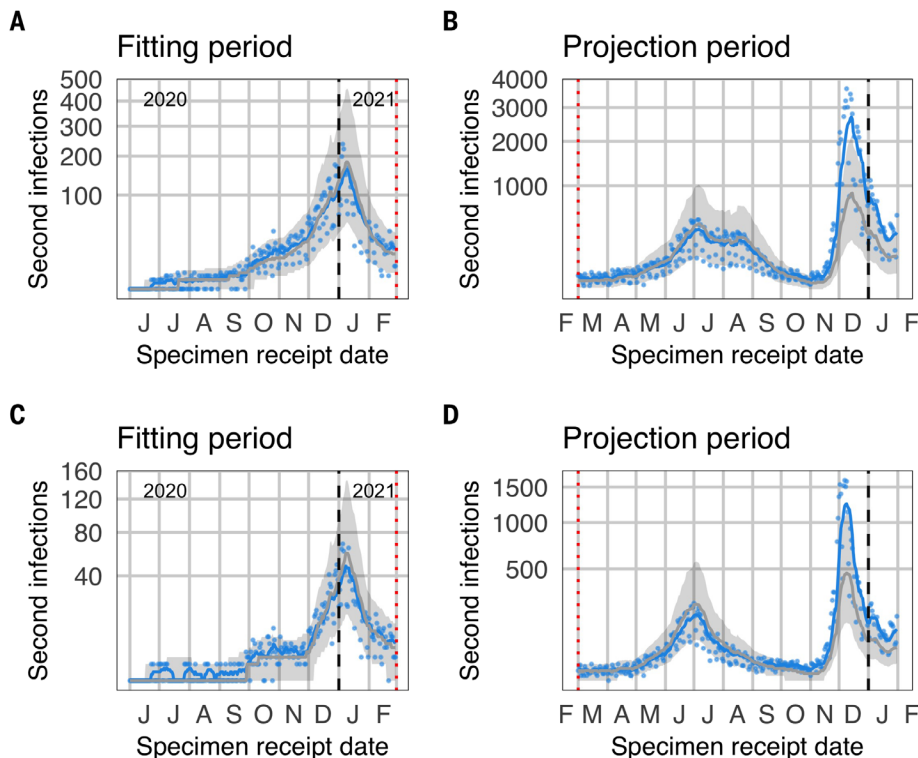 A
Fitting period
Second infections
500
400
300
200
100
2020
2021
J J A S O N D J F
Specimen receipt date
B
Projection period
Second infections
4000
3000
2000
1000
F M A M J J A S O N D J F
Specimen receipt date
C
Fitting period
Second infections
160
120
80
40
2020
2021
J J A S O N D J F
Specimen receipt date
D
Projection period
Second infections
1500
1000
500
F M A M J J A S O N D J F
Specimen receipt date